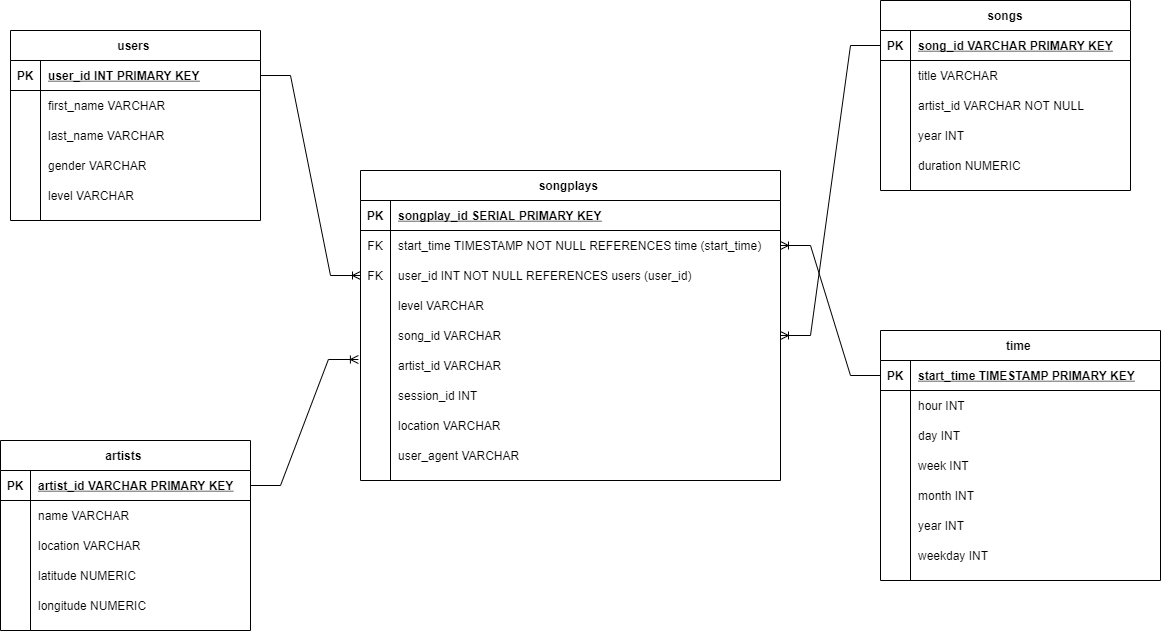 users
PK user_id INT PRIMARY KEY
first_name VARCHAR
last_name VARCHAR
gender VARCHAR
level VARCHAR
songs
PK song_id VARCHAR PRIMARY KEY
title VARCHAR
artist_id VARCHAR NOT NULL
year INT
duration NUMERIC
songplays
PK songplay_id SERIAL PRIMARY KEY
FK start_time TIMESTAMP NOT NULL REFERENCES time (start_time)
FK user_id INT NOT NULL REFERENCES users (user_id)
level VARCHAR
song_id VARCHAR
artist_id VARCHAR
session_id INT
location VARCHAR
user_agent VARCHAR
artists
PK artist_id VARCHAR PRIMARY KEY
name VARCHAR
location VARCHAR
latitude NUMERIC
longitude NUMERIC
time
PK start_time TIMESTAMP PRIMARY KEY
hour INT
day INT
week INT
month INT
year INT
weekday INT